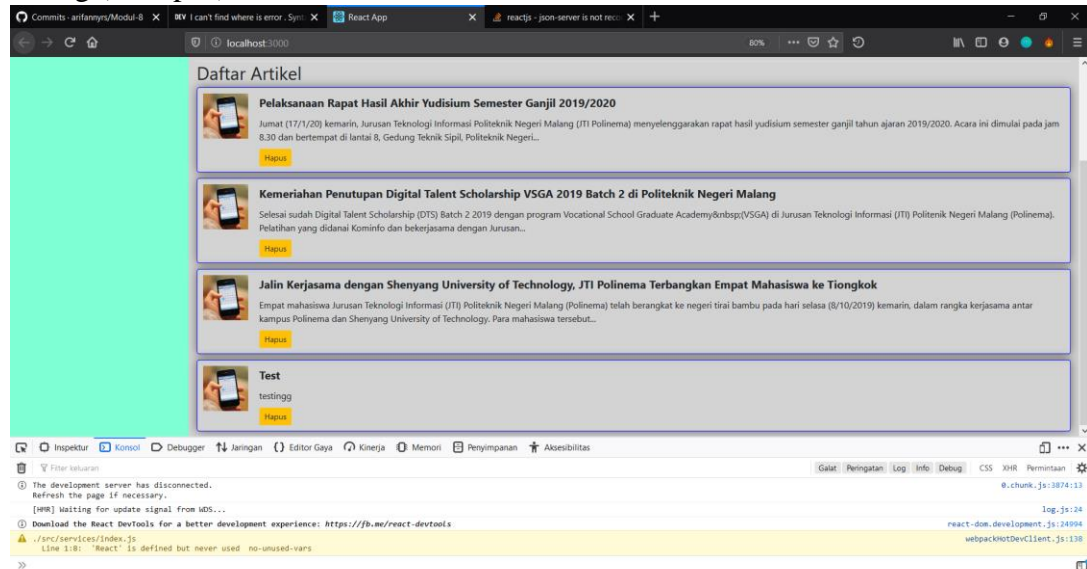 Commits · arifannyrs/Modul-8
DEV I can't find where is error . Synt
React App
reactjs - json-server is not reco
localhost:3000
80%
Daftar Artikel
Pelaksanaan Rapat Hasil Akhir Yudisium Semester Ganjil 2019/2020
Jumat (17/1/20) kemarin, Jurusan Teknologi Informasi Politeknik Negeri Malang (JTI Polinema) menyelenggarakan rapat hasil yudisium semester ganjil tahun ajaran 2019/2020. Acara ini dimulai pada jam
8.30 dan bertempat di lantai 8, Gedung Teknik Sipil, Politeknik Negeri...
Hapus
Kemeriahan Penutupan Digital Talent Scholarship VSGA 2019 Batch 2 di Politeknik Negeri Malang
Selesai sudah Digital Talent Scholarship (DTS) Batch 2 2019 dengan program Vocational School Graduate Academy&nbsp;(VSGA) di Jurusan Teknologi Informasi (JTI) Politenik Negeri Malang (Polinema).
Pelatihan yang didanai Kominfo dan bekerjasama dengan Jurusan...
Hapus
Jalin Kerjasama dengan Shenyang University of Technology, JTI Polinema Terbangkan Empat Mahasiswa ke Tiongkok
Empat mahasiswa Jurusan Teknologi Informasi (JTI) Politeknik Negeri Malang (Polinema) telah berangkat ke negeri tirai bambu pada hari selasa (8/10/2019) kemarin, dalam rangka kerjasama antar
kampus Polinema dan Shenyang University of Technology. Para mahasiswa tersebut...
Hapus
Test
testingg
Hapus
Inspektur Konsol Debugger Jaringan Editor Gaya Kinerja Memori Penyimpanan Aksesibilitas
Filter keluaran
Galat Peringatan Log Info Debug CSS XHR Permintaan
The development server has disconnected. 0.chunk.js:3874:13
Refresh the page if necessary.
[HMR] Waiting for update signal from WDS... log.js:24
Download the React DevTools for a better development experience: https://fb.me/react-devtools react-dom.development.js:24994
./src/services/index.js webpackHotDevClient.js:138
Line 1:8: 'React' is defined but never used no-unused-vars